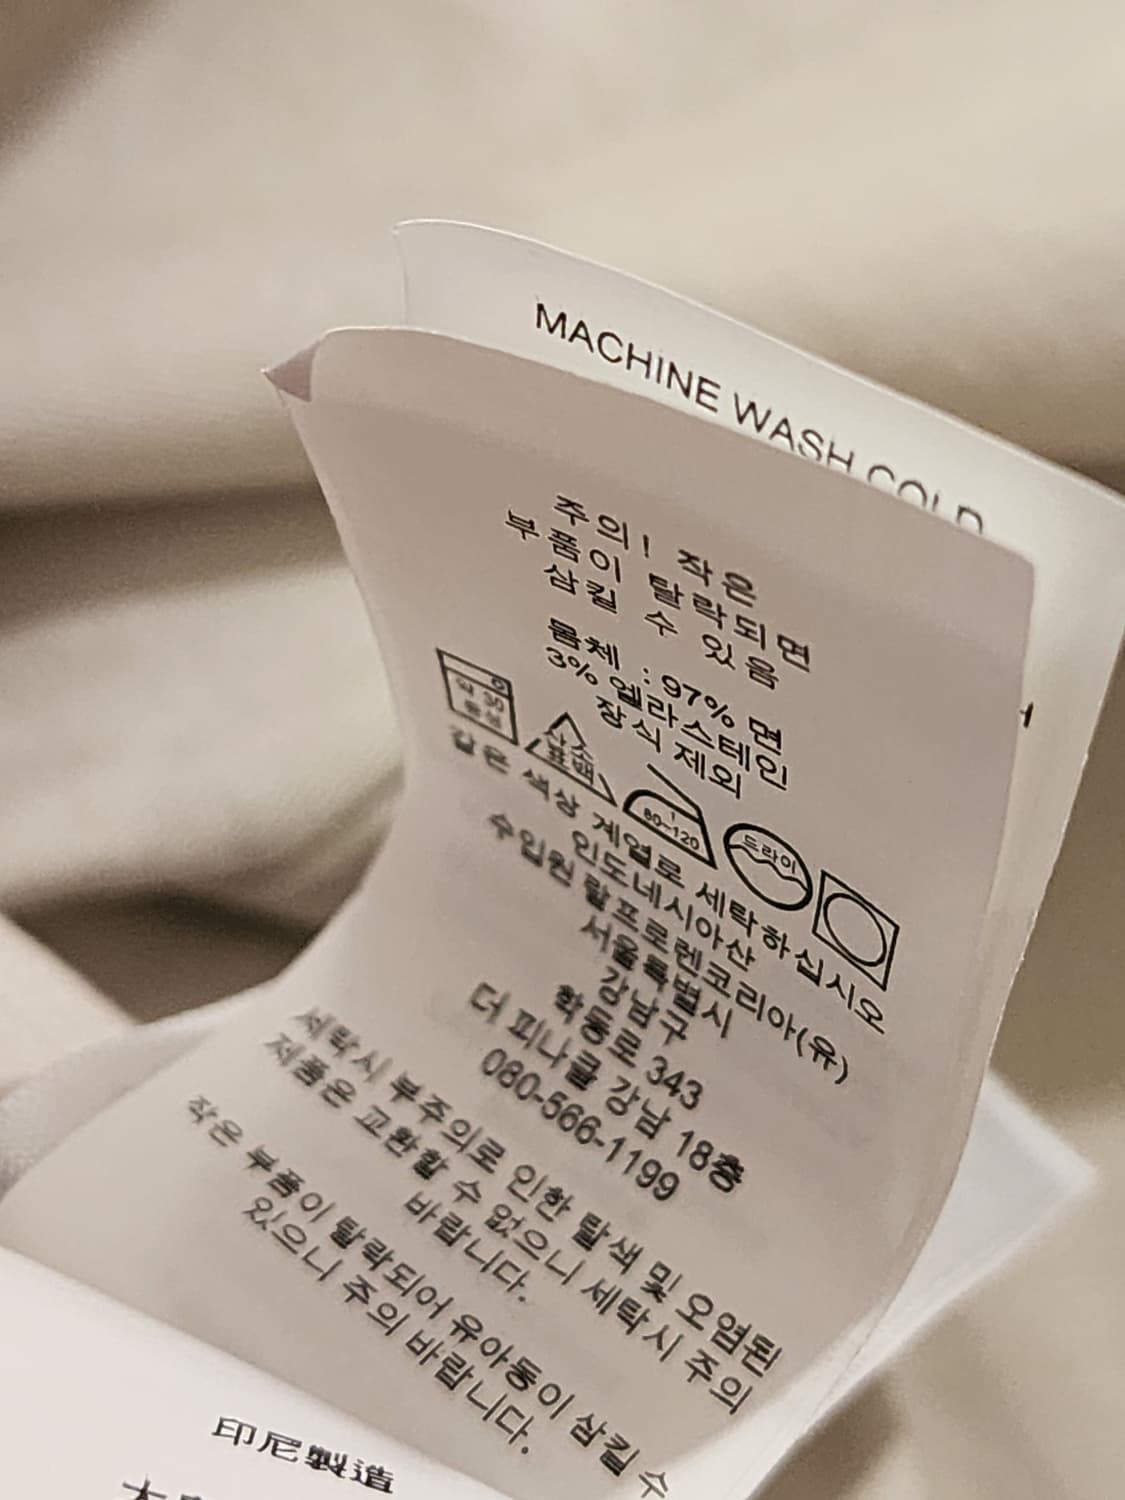 MACHINE WASH COLD
주의! 작은
부품이 탈락되면
삼킬 수 있음
몸체 : 97% 면
3% 엘라스테인
장식 제외
약 30
중성
산소
표백
80~120
드라이
같은 색상 계열로 세탁하십시오
인도네시아산
수입원 랄프로렌코리아(유)
서울특별시
강남구
학동로 343
더 피나클 강남 18층
080-566-1199
세탁시 부주의로 인한 탈색 및 오염된
제품은 교환할 수 없으니 세탁시 주의
바랍니다.
작은 부품이 탈락되어 유아동이 삼킬 수
있으니 주의 바랍니다.
印尼製造